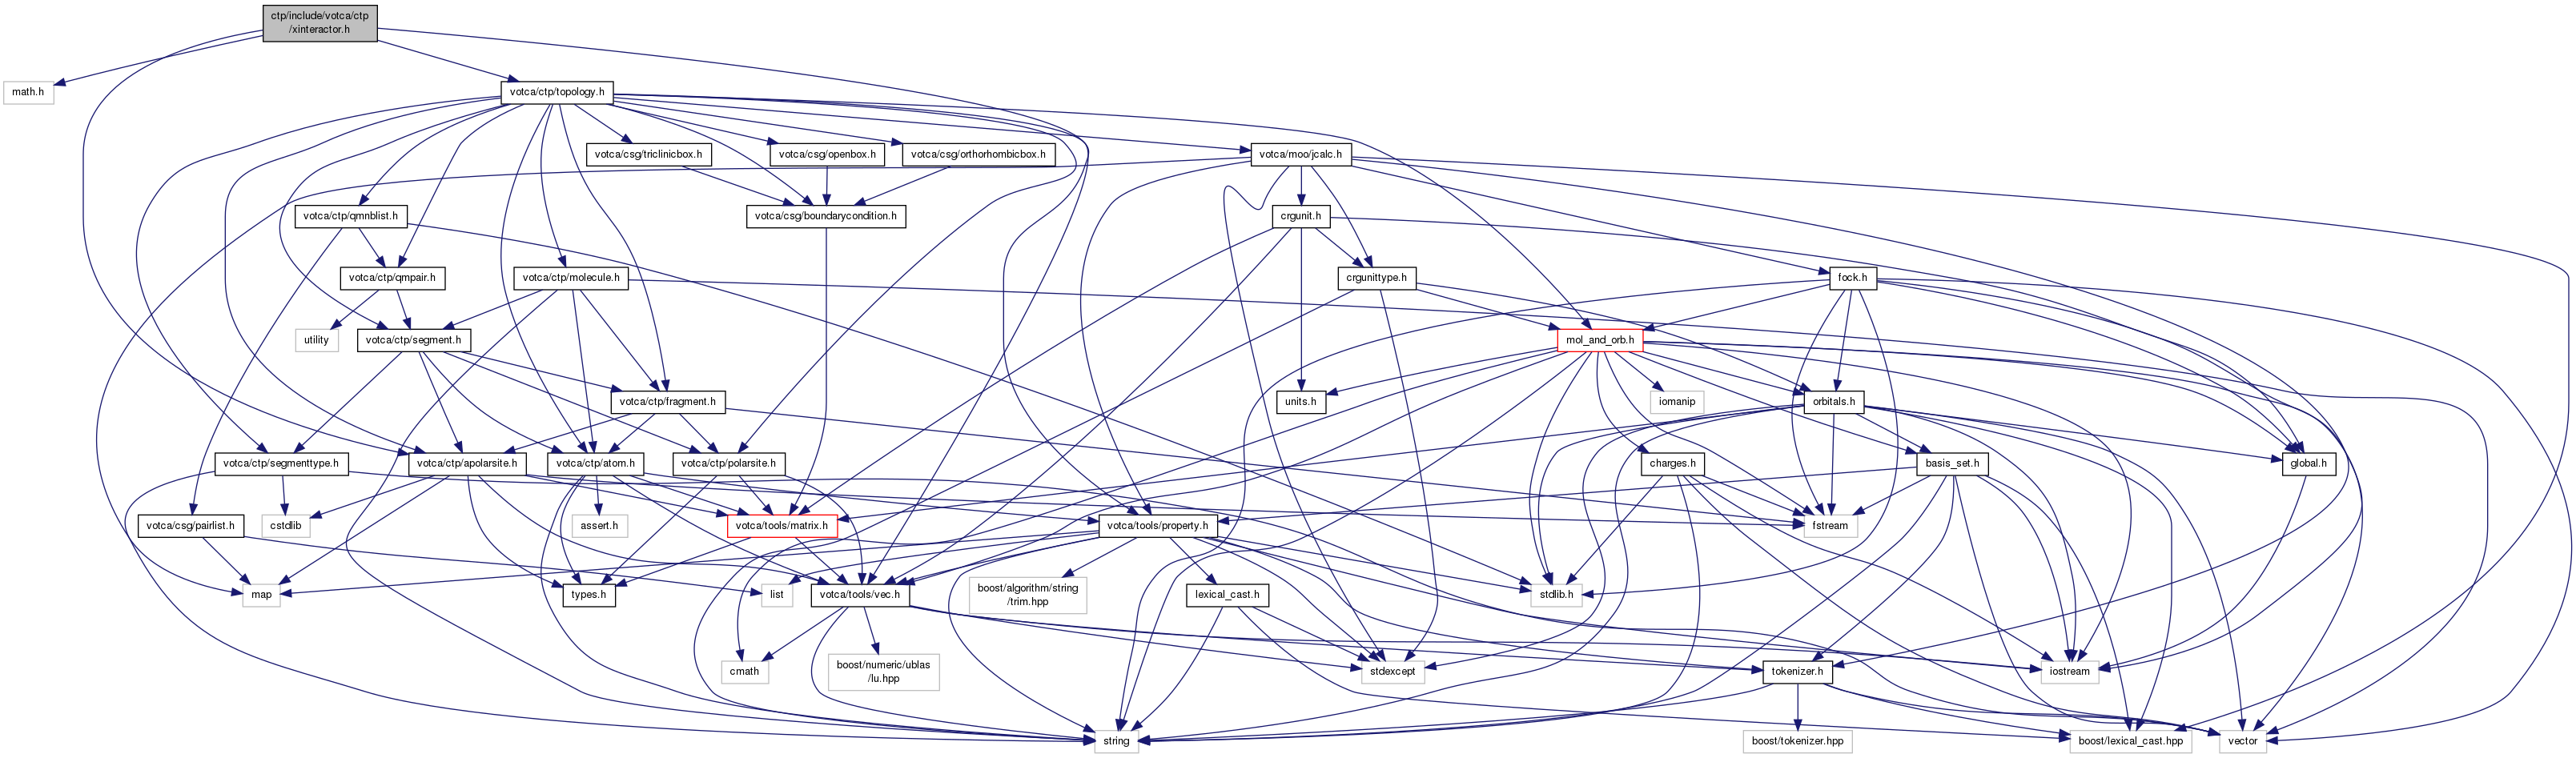 ctp/include/votca/ctp
/xinteractor.h
math.h
votca/ctp/topology.h
votca/csg/triclinicbox.h
votca/csg/openbox.h
votca/csg/orthorhombicbox.h
votca/moo/jcalc.h
votca/ctp/qmnblist.h
votca/csg/boundarycondition.h
crgunit.h
votca/ctp/qmpair.h
votca/ctp/molecule.h
crgunittype.h
fock.h
utility
votca/ctp/segment.h
mol_and_orb.h
votca/ctp/fragment.h
units.h
iomanip
orbitals.h
votca/ctp/segmenttype.h
votca/ctp/apolarsite.h
votca/ctp/atom.h
votca/ctp/polarsite.h
charges.h
basis_set.h
global.h
votca/csg/pairlist.h
cstdlib
assert.h
votca/tools/matrix.h
votca/tools/property.h
fstream
map
types.h
list
votca/tools/vec.h
boost/algorithm/string
/trim.hpp
lexical_cast.h
stdlib.h
cmath
boost/numeric/ublas
/lu.hpp
stdexcept
tokenizer.h
iostream
string
boost/tokenizer.hpp
boost/lexical_cast.hpp
vector